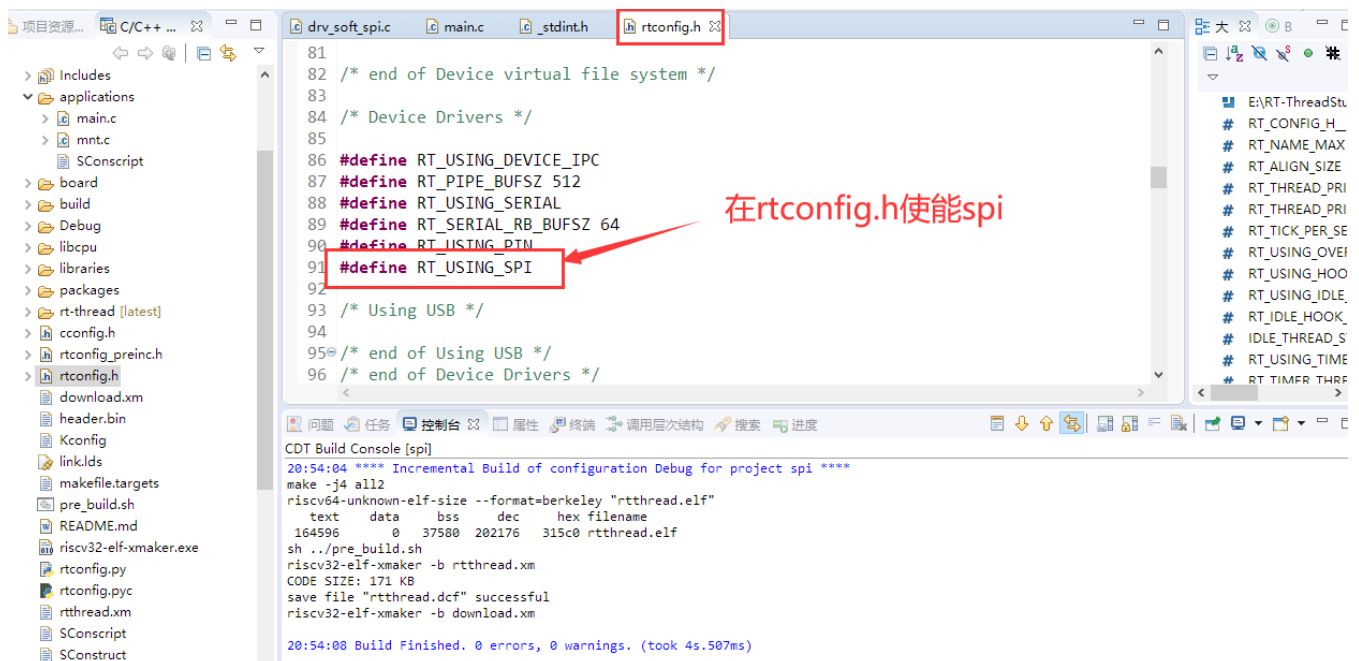 项目资源...
C/C++ ...
drv_soft_spi.c
main.c
_stdint.h
rtconfig.h
大
B
Includes
applications
main.c
mnt.c
SConscript
board
build
Debug
libcpu
libraries
packages
rt-thread [latest]
cconfig.h
rtconfig_preinc.h
rtconfig.h
download.xm
header.bin
Kconfig
link.lds
makefile.targets
pre_build.sh
README.md
riscv32-elf-xmaker.exe
rtconfig.py
rtconfig.pyc
rtthread.xm
SConscript
SConstruct
81
82 /* end of Device virtual file system */
83
84 /* Device Drivers */
85
86 #define RT_USING_DEVICE_IPC
87 #define RT_PIPE_BUFSZ 512
88 #define RT_USING_SERIAL
89 #define RT_SERIAL_RB_BUFSZ 64
90 #define RT_USING_PIN
91 #define RT_USING_SPI
92
93 /* Using USB */
94
95 /* end of Using USB */
96 /* end of Device Drivers */
在rtconfig.h使能spi
E:\RT-ThreadStu
RT_CONFIG_H__
RT_NAME_MAX
RT_ALIGN_SIZE
RT_THREAD_PRI
RT_THREAD_PRI
RT_TICK_PER_SE
RT_USING_OVER
RT_USING_HOO
RT_USING_IDLE_
RT_IDLE_HOOK_
IDLE_THREAD_S
RT_USING_TIME
RT_TIMER_THRE
问题 任务 控制台 属性 终端 调用层次结构 搜索 进度
CDT Build Console [spi]
20:54:04 **** Incremental Build of configuration Debug for project spi ****
make -j4 all2
riscv64-unknown-elf-size --format=berkeley "rtthread.elf"
text data bss dec hex filename
164596 0 37580 202176 315c0 rtthread.elf
sh ../pre_build.sh
riscv32-elf-xmaker -b rtthread.xm
CODE SIZE: 171 KB
save file "rtthread.dcf" successful
riscv32-elf-xmaker -b download.xm
20:54:08 Build Finished. 0 errors, 0 warnings. (took 4s.507ms)